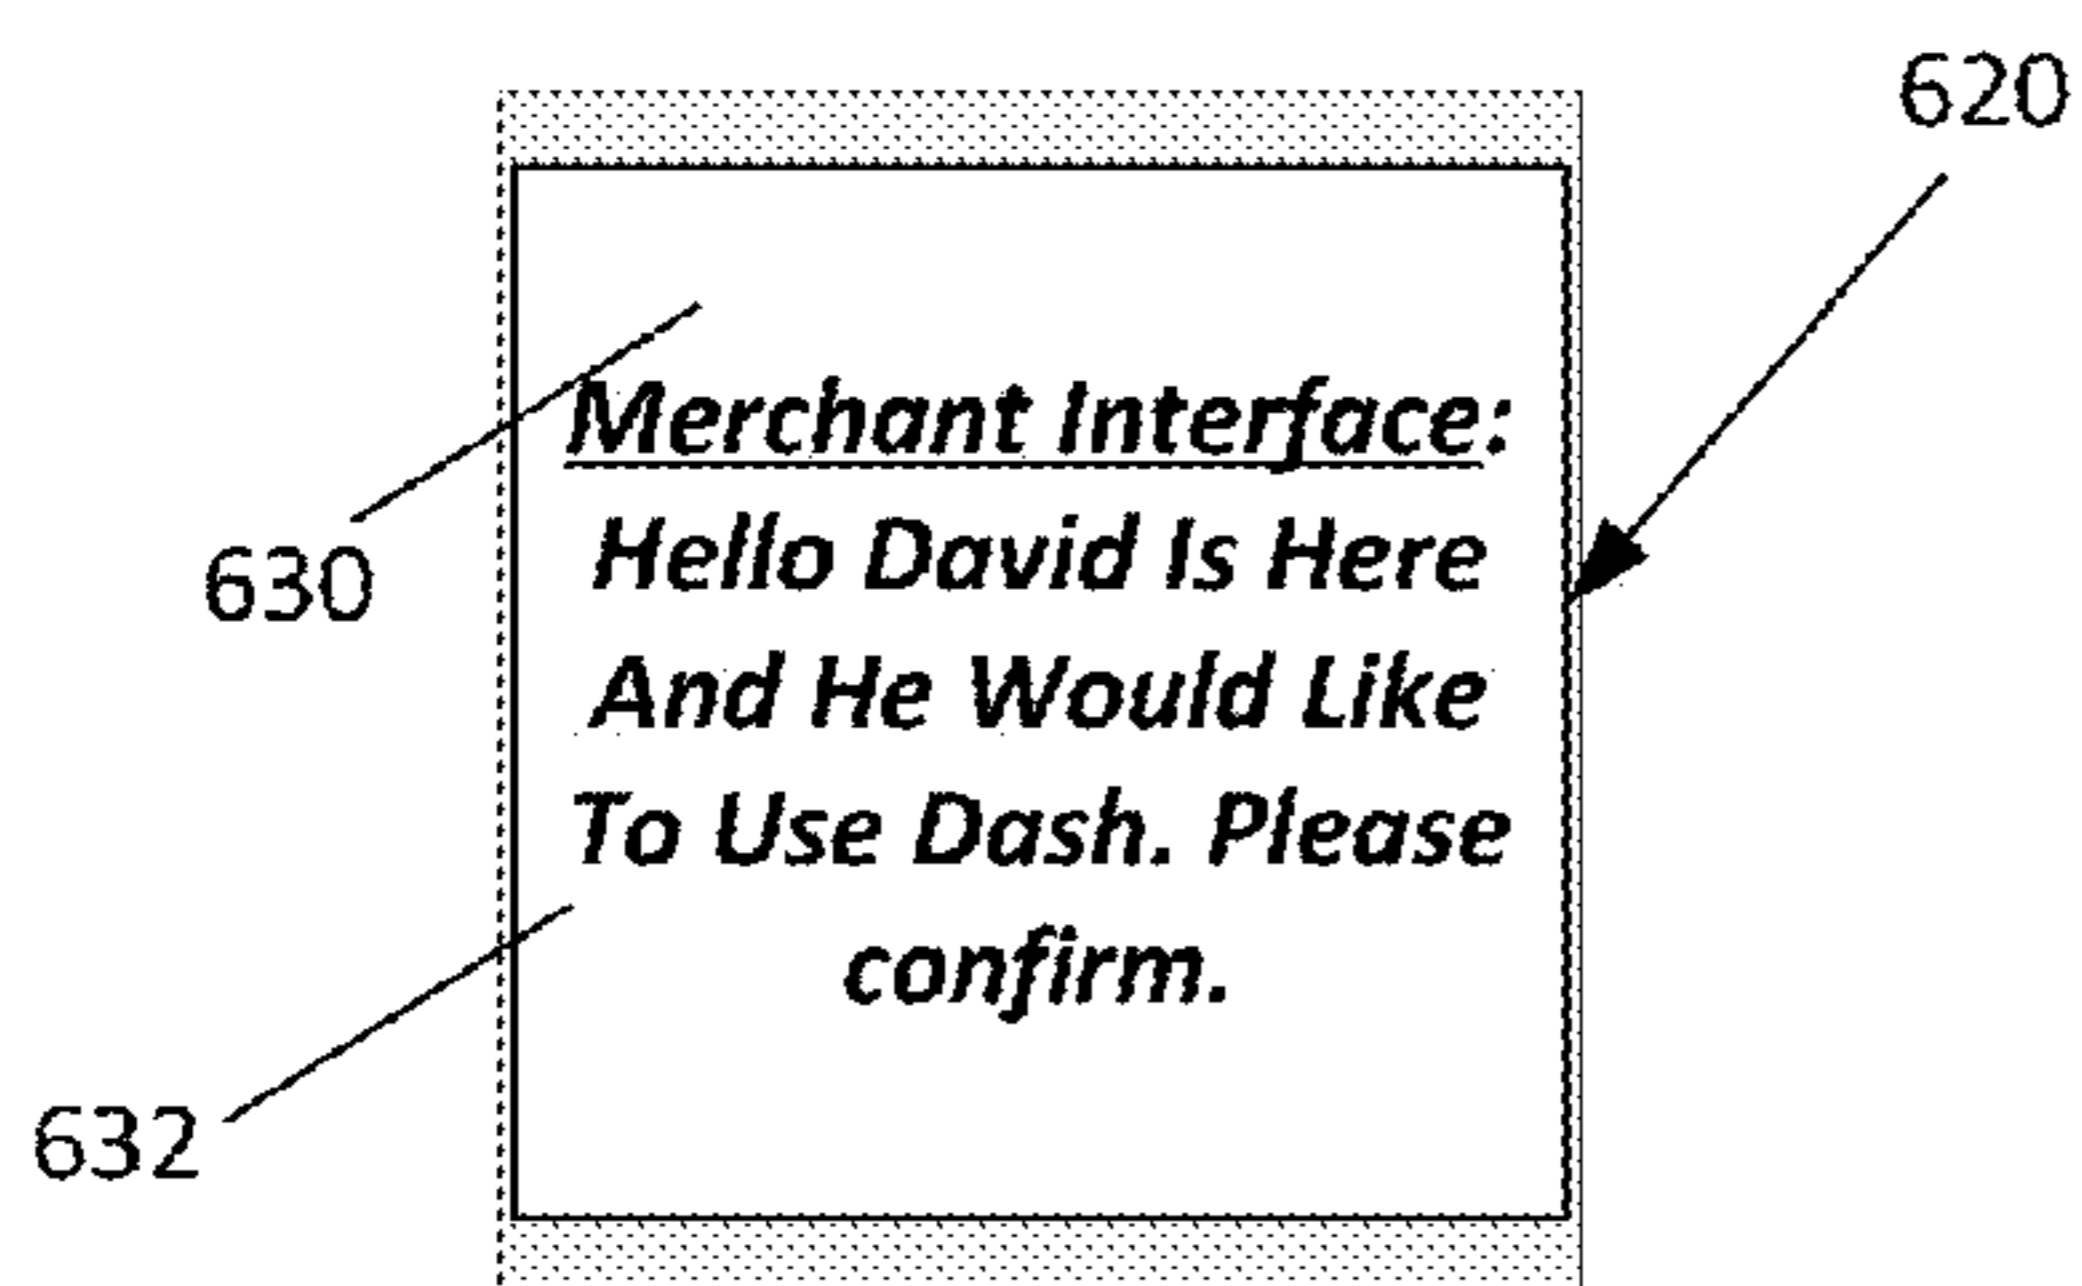 620
Merchant Interface:
Hello David Is Here
630
And He Would Like
To Use Dash. Please
confirm.
632